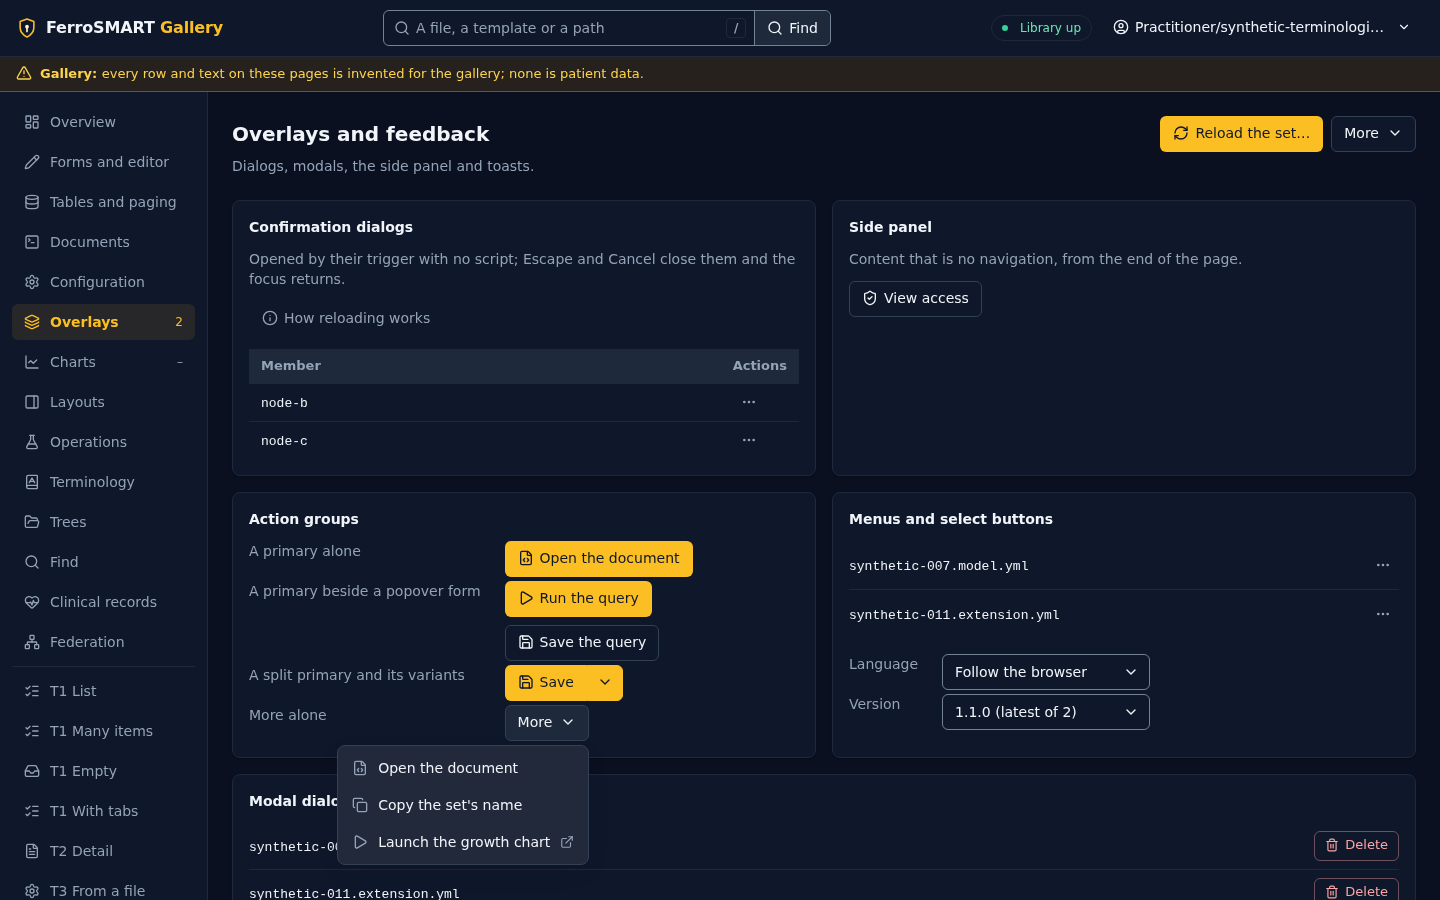 FerroSMART Gallery
A file, a template or a path
/
Find
Library up
Practitioner/synthetic-terminologi…
Gallery: every row and text on these pages is invented for the gallery; none is patient data.
Overview
Forms and editor
Tables and paging
Documents
Configuration
Overlays 2
Charts –
Layouts
Operations
Terminology
Trees
Find
Clinical records
Federation
T1 List
T1 Many items
T1 Empty
T1 With tabs
T2 Detail
T3 From a file
Overlays and feedback
Dialogs, modals, the side panel and toasts.
Reload the set…
More
Confirmation dialogs
Opened by their trigger with no script; Escape and Cancel close them and the
focus returns.
How reloading works
Member Actions
node-b
node-c
Side panel
Content that is no navigation, from the end of the page.
View access
Action groups
A primary alone
Open the document
A primary beside a popover form
Run the query
Save the query
A split primary and its variants
Save
More alone
More
Open the document
Copy the set's name
Launch the growth chart
Menus and select buttons
synthetic-007.model.yml
synthetic-011.extension.yml
Language
Follow the browser
Version
1.1.0 (latest of 2)
Delete
synthetic-011.extension.yml
Delete